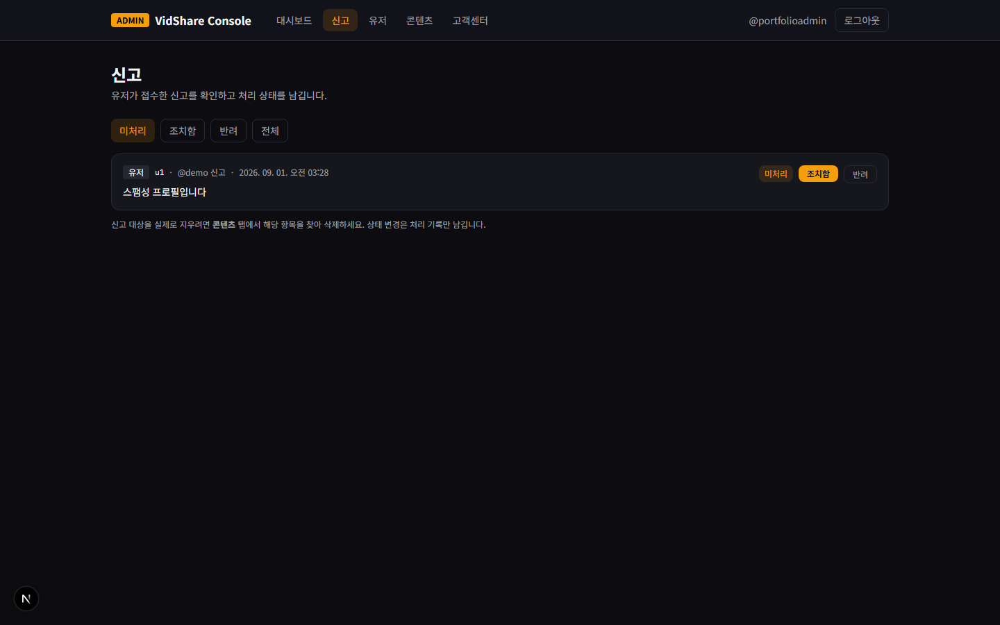 ADMIN VidShare Console 대시보드 신고 유저 콘텐츠 고객센터 @portfolioadmin 로그아웃
신고
유저가 접수한 신고를 확인하고 처리 상태를 남깁니다.
미처리 조치함 반려 전체
유저 u1 · @demo 신고 · 2026. 09. 01. 오전 03:28 미처리 조치함 반려
스팸성 프로필입니다
신고 대상을 실제로 지우려면 콘텐츠 탭에서 해당 항목을 찾아 삭제하세요. 상태 변경은 처리 기록만 남깁니다.
N